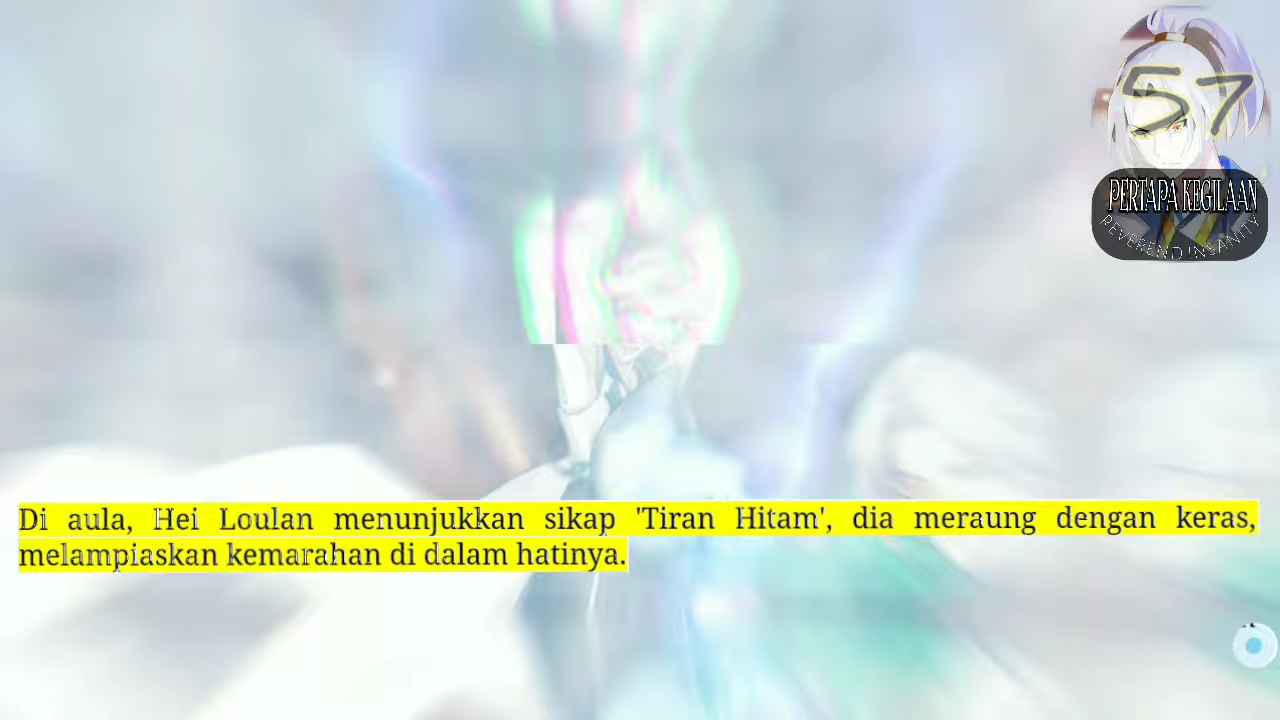 57
PERTAPA KEGILAAN
REVEREND INSANITY
Di aula, Hei Loulan menunjukkan sikap 'Tiran Hitam', dia meraung dengan keras,
melampiaskan kemarahan di dalam hatinya.